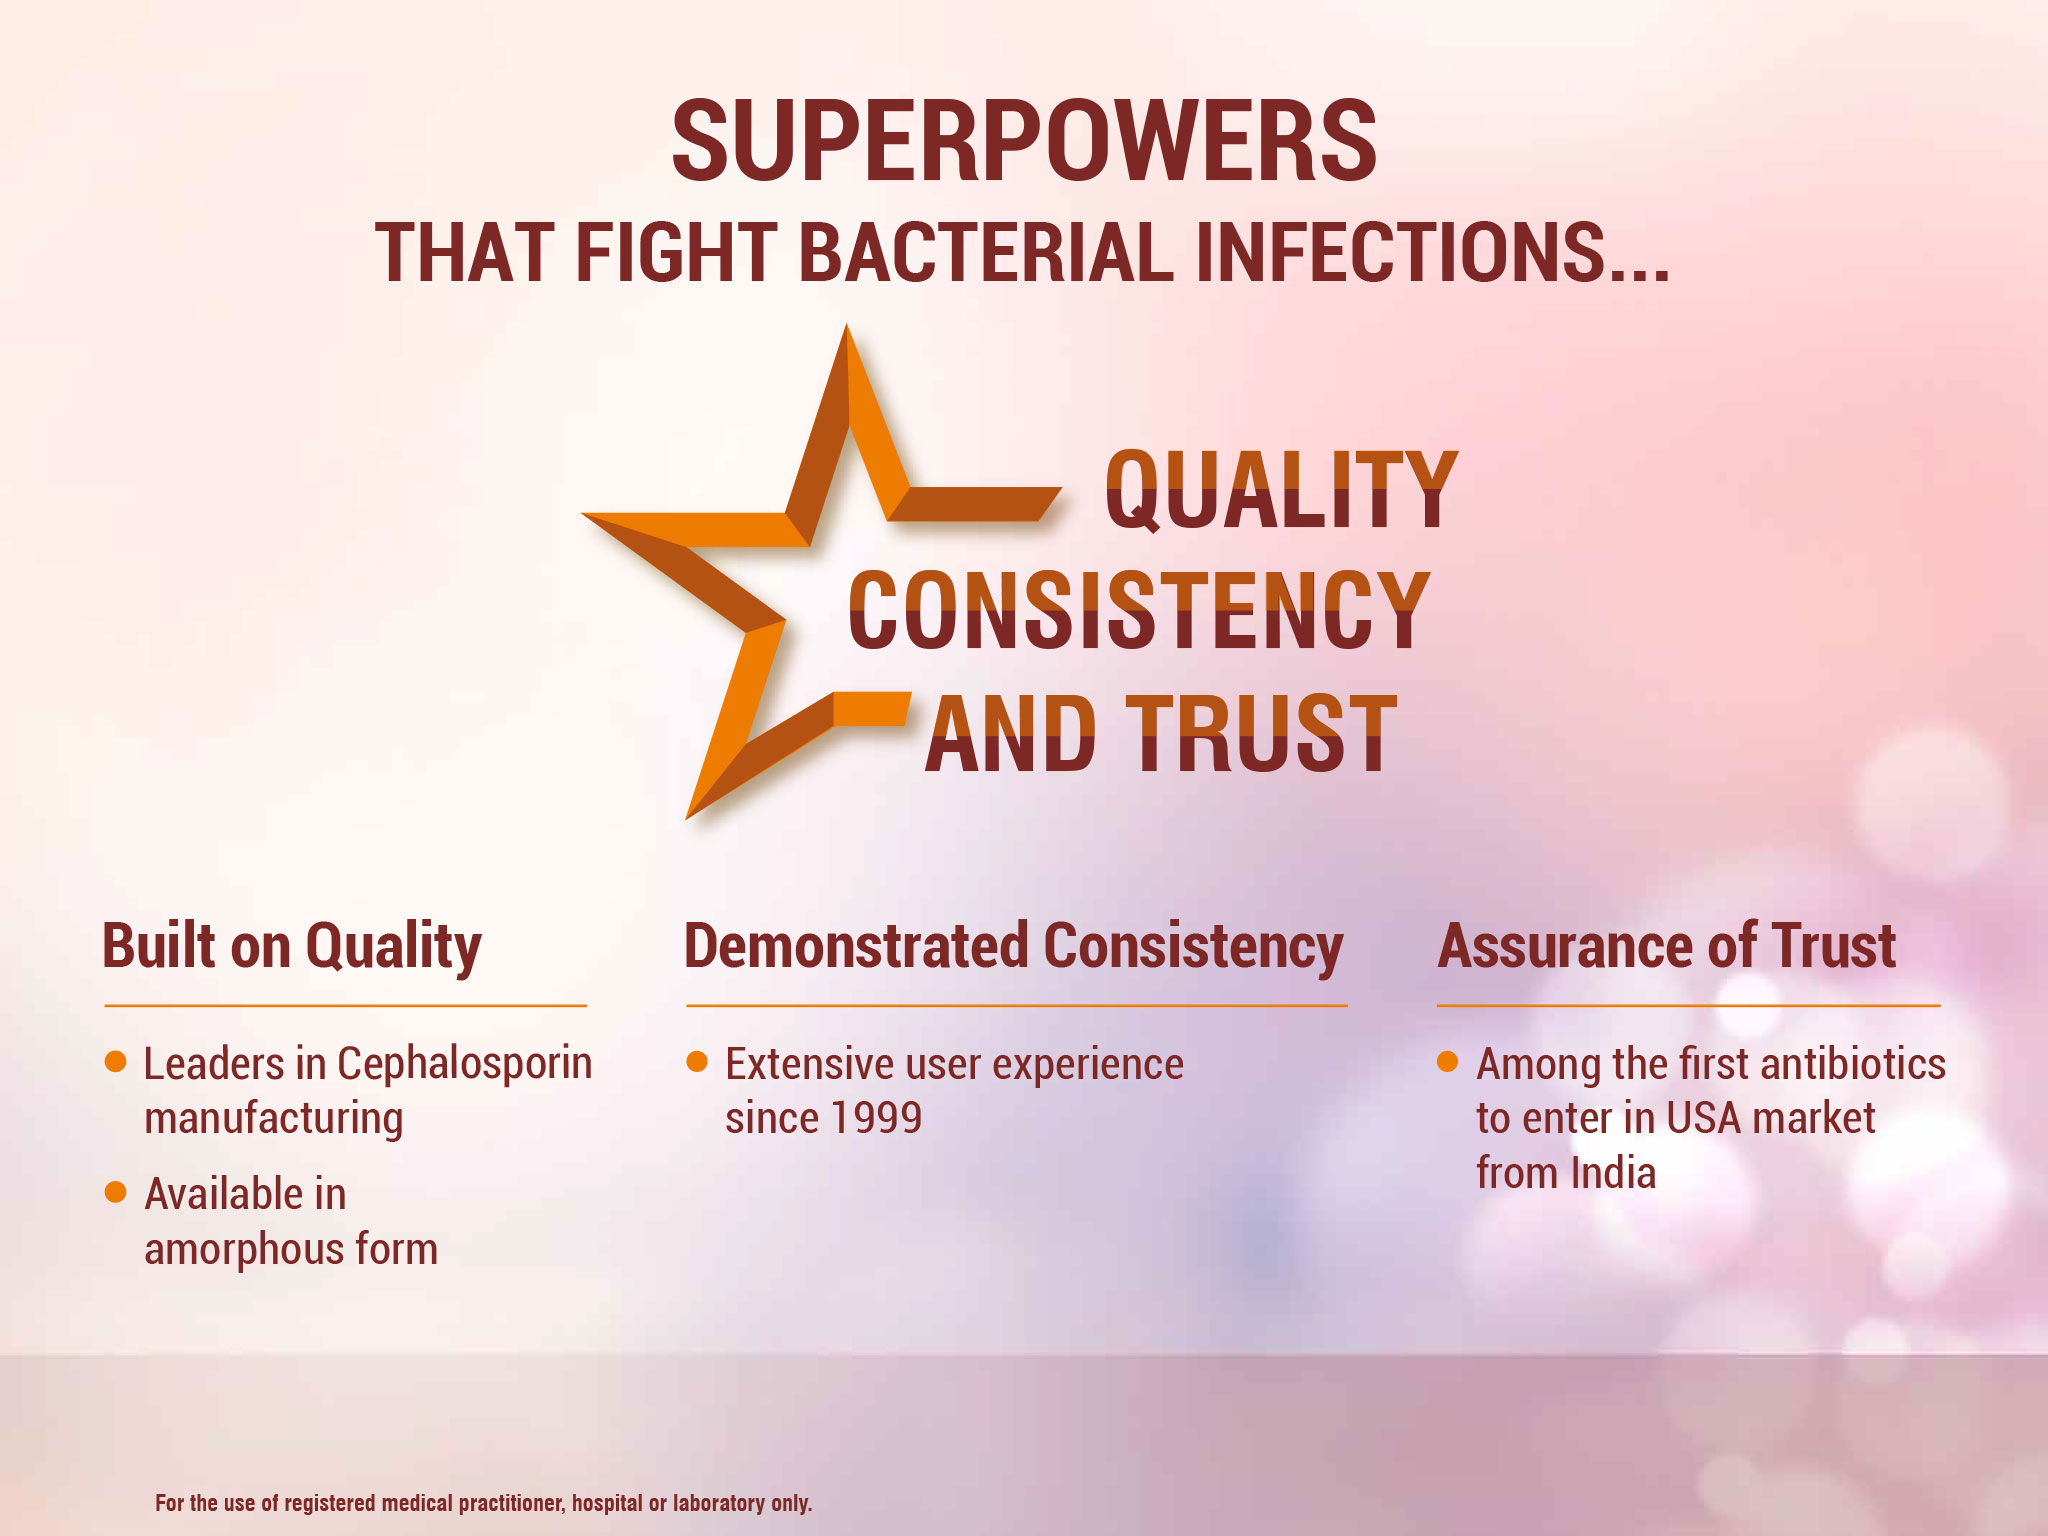 SUPERPOWERS
THAT FIGHT BACTERIAL INFECTIONS...
QUALITY
CONSISTENCY
AND TRUST
Built on Quality
• Leaders in Cephalosporin
manufacturing
• Available in
amorphous form
Demonstrated Consistency
• Extensive user experience
since 1999
Assurance of Trust
• Among the first antibiotics
to enter in USA market
from India
For the use of registered medical practitioner, hospital or laboratory only.